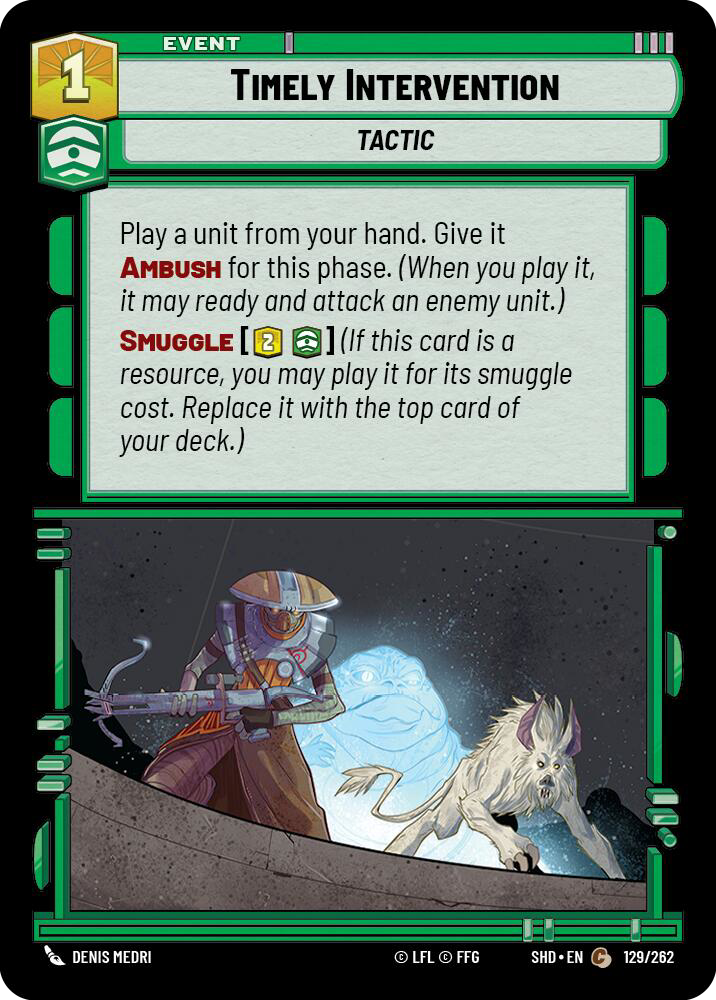 EVENT
1
TIMELY INTERVENTION
TACTIC
Play a unit from your hand. Give it
AMBUSH for this phase. (When you play it,
it may ready and attack an enemy unit.)
SMUGGLE [2 ] (If this card is a
resource, you may play it for its smuggle
cost. Replace it with the top card of
your deck.)
DENIS MEDRI © LFL © FFG SHD • EN C 129/262